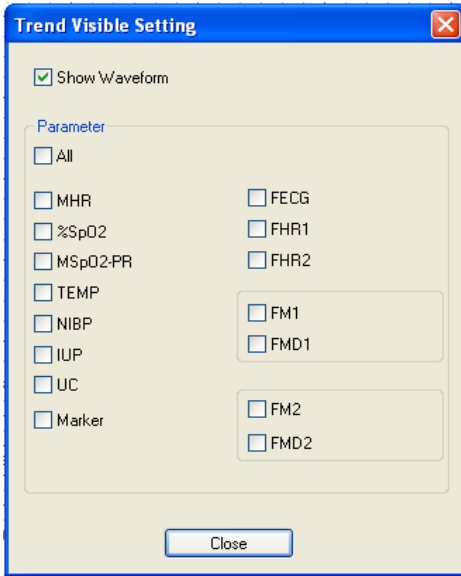 Trend Visible Setting
Show Waveform
Parameter
All
MHR
%SpO2
MSpO2-PR
TEMP
NIBP
IUP
UC
Marker
FECG
FHR1
FHR2
FM1
FMD1
FM2
FMD2
Close